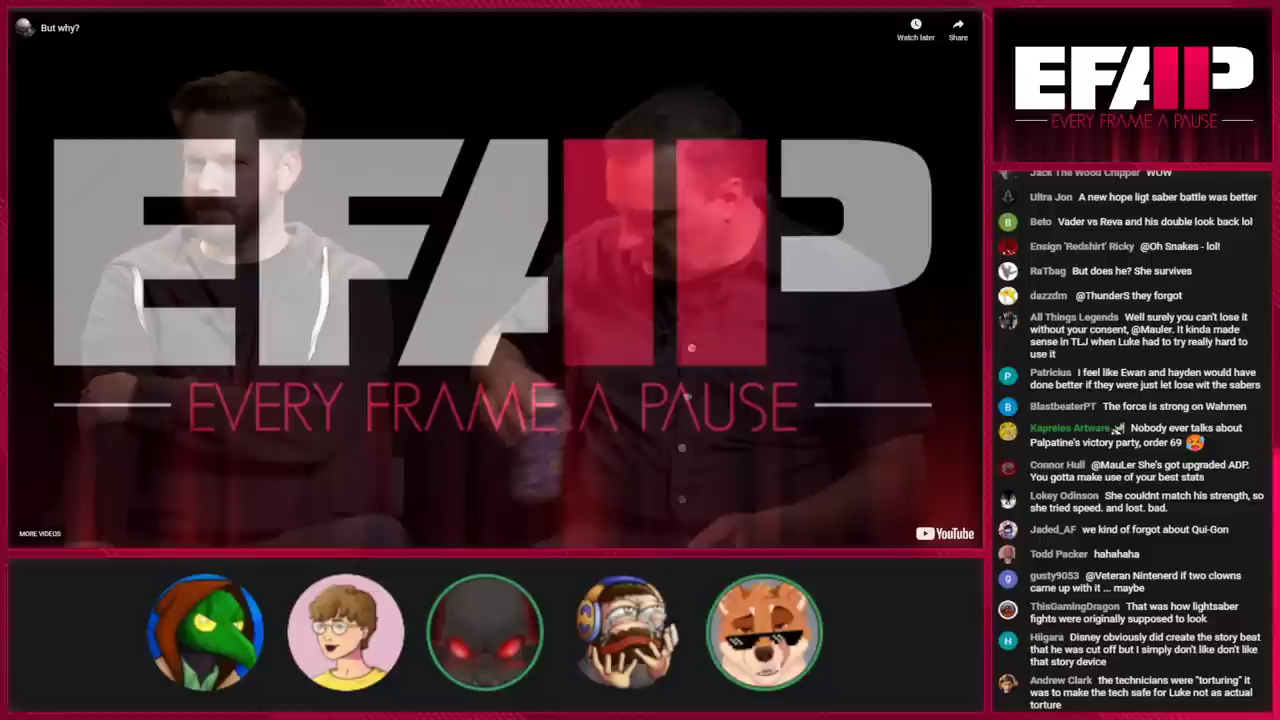 But why?
Watch later
Share
EFAP
EVERY FRAME A PAUSE
MORE VIDEOS
YouTube
EFAP
EVERY FRAME A PAUSE
Jack The Wood Chipper WOW
Ultra Jon A new hope ligt saber battle was better
B
Beto Vader vs Reva and his double look back lol
Ensign 'Redshirt' Ricky @Oh Snakes - lol!
RaTbag But does he? She survives
dazzdm @ThunderS they forgot
All Things Legends Well surely you can't lose it
without your consent, @Mauler. It kinda made
sense in TLJ when Luke had to try really hard to
use it
P
Patricius I feel like Ewan and hayden would have
done better if they were just let lose wit the sabers
B
BlastbeaterPT The force is strong on Wahmen
Kapreles Artware Nobody ever talks about
Palpatine's victory party, order 69
Connor Hull @MauLer She's got upgraded ADP.
You gotta make use of your best stats
Lokey Odinson She couldnt match his strength, so
she tried speed. and lost. bad.
Jaded_AF we kind of forgot about Qui-Gon
Todd Packer hahahaha
g
gusty9053 @Veteran Nintenerd if two clowns
came up with it ... maybe
ThisGamingDragon That was how lightsaber
fights were originally supposed to look
H
Hiigara Disney obviously did create the story beat
that he was cut off but I simply don't like don't like
that story device
Andrew Clark the technicians were "torturing" it
was to make the tech safe for Luke not as actual
torture